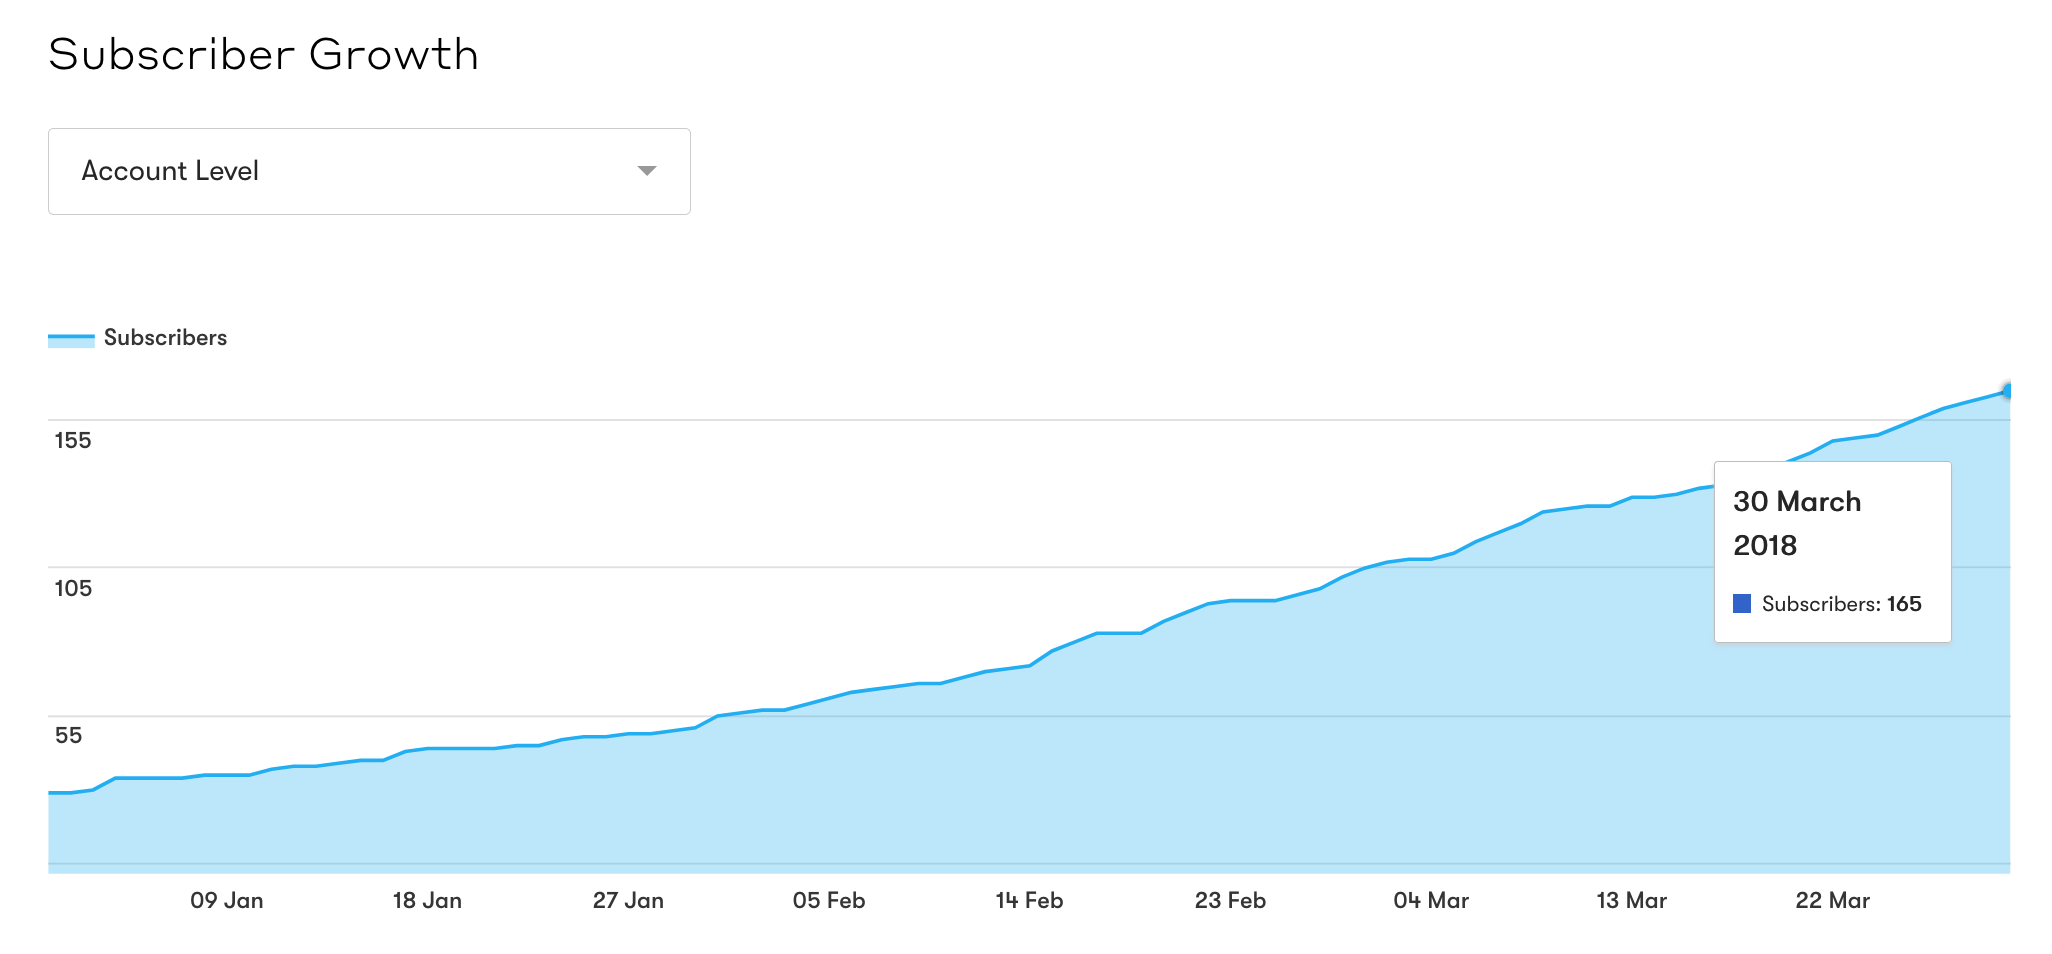 Subscriber Growth
Account Level
Subscribers
155
105
55
30 March
2018
Subscribers: 165
09 Jan
18 Jan
27 Jan
05 Feb
14 Feb
23 Feb
04 Mar
13 Mar
22 Mar